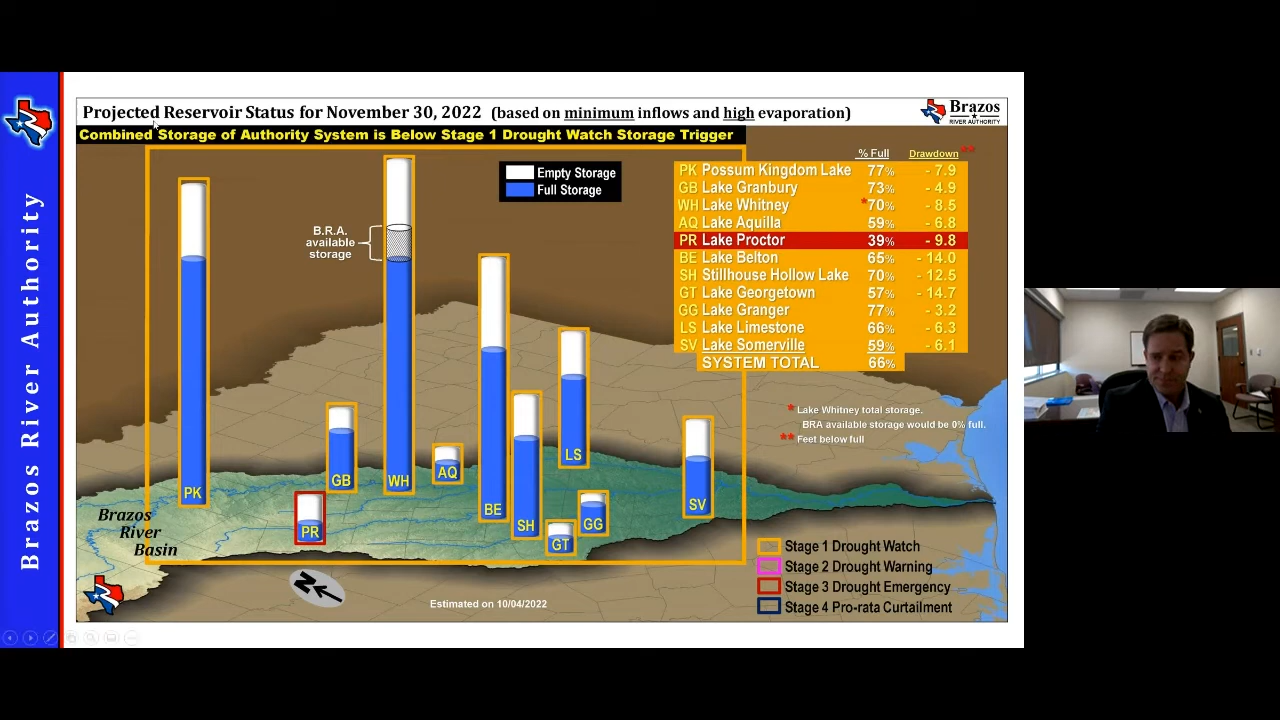 Brazos River Authority
Projected Reservoir Status for November 30, 2022 (based on minimum inflows and high evaporation)
Brazos
RIVER AUTHORITY
Combined Storage of Authority System is Below Stage 1 Drought Watch Storage Trigger
% Full Drawdown **
Empty Storage
Full Storage
PK Possum Kingdom Lake 77% - 7.9
GB Lake Granbury 73% - 4.9
WH Lake Whitney *70% - 8.5
AQ Lake Aquilla 59% - 6.8
PR Lake Proctor 39% - 9.8
BE Lake Belton 65% - 14.0
SH Stillhouse Hollow Lake 70% - 12.5
GT Lake Georgetown 57% - 14.7
GG Lake Granger 77% - 3.2
LS Lake Limestone 66% - 6.3
SV Lake Somerville 59% - 6.1
SYSTEM TOTAL 66%
B.R.A.
available
storage
* Lake Whitney total storage.
BRA available storage would be 0% full.
** Feet below full
PK
GB
WH
AQ
BE
SH
LS
SV
PR
GT
GG
Brazos
River
Basin
N
Estimated on 10/04/2022
Stage 1 Drought Watch
Stage 2 Drought Warning
Stage 3 Drought Emergency
Stage 4 Pro-rata Curtailment